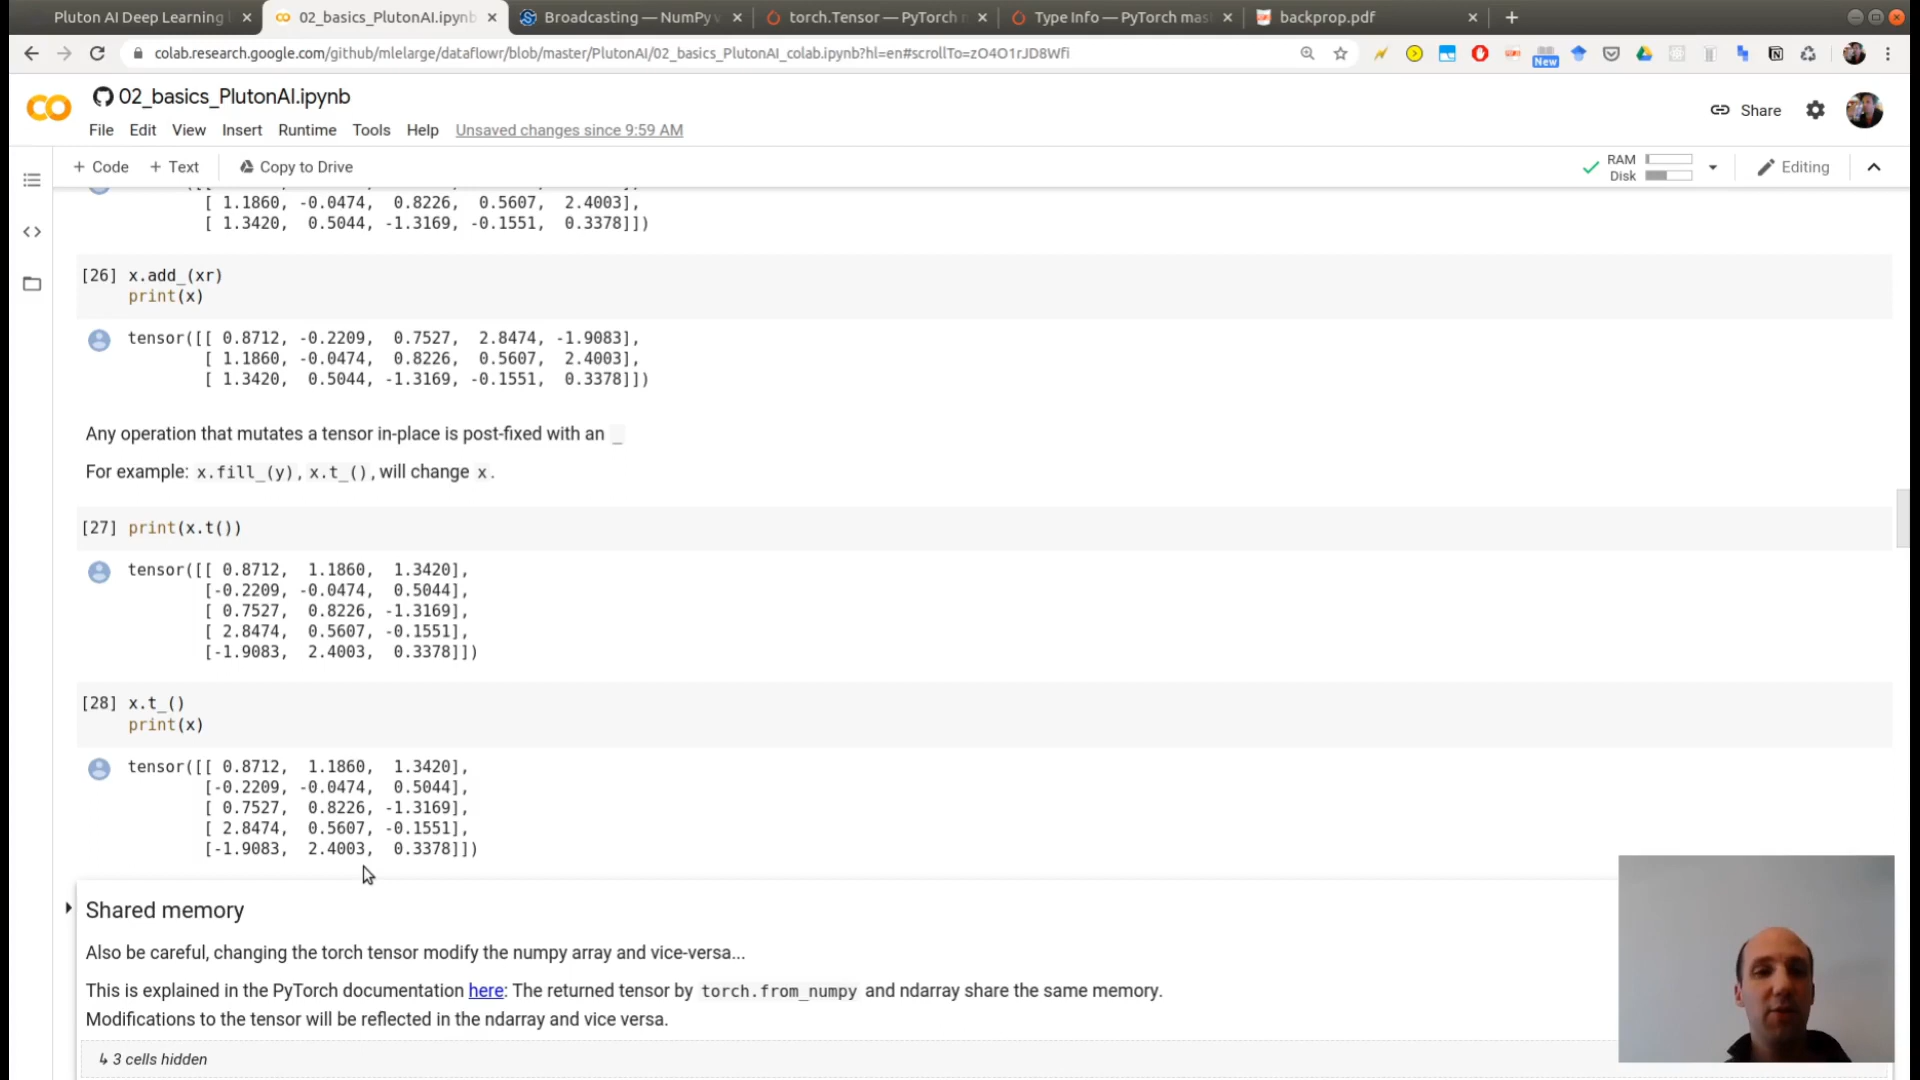 Pluton AI Deep Learning
02_basics_PlutonAI.ipynb
Broadcasting — NumPy v
torch.Tensor — PyTorch m
Type Info — PyTorch mas
backprop.pdf
colab.research.google.com/github/mlelarge/dataflowr/blob/master/PlutonAI/02_basics_PlutonAI_colab.ipynb?hl=en#scrollTo=zO4O1rJD8Wfi
New
02_basics_PlutonAI.ipynb
Share
File Edit View Insert Runtime Tools Help Unsaved changes since 9:59 AM
+ Code + Text Copy to Drive
RAM
Disk
Editing
[ 1.1860, -0.0474, 0.8226, 0.5607, 2.4003],
[ 1.3420, 0.5044, -1.3169, -0.1551, 0.3378]])
[26] x.add_(xr)
print(x)
tensor([[ 0.8712, -0.2209, 0.7527, 2.8474, -1.9083],
[ 1.1860, -0.0474, 0.8226, 0.5607, 2.4003],
[ 1.3420, 0.5044, -1.3169, -0.1551, 0.3378]])
Any operation that mutates a tensor in-place is post-fixed with an _
For example: x.fill_(y), x.t_(), will change x.
[27] print(x.t())
tensor([[ 0.8712, 1.1860, 1.3420],
[-0.2209, -0.0474, 0.5044],
[ 0.7527, 0.8226, -1.3169],
[ 2.8474, 0.5607, -0.1551],
[-1.9083, 2.4003, 0.3378]])
[28] x.t_()
print(x)
tensor([[ 0.8712, 1.1860, 1.3420],
[-0.2209, -0.0474, 0.5044],
[ 0.7527, 0.8226, -1.3169],
[ 2.8474, 0.5607, -0.1551],
[-1.9083, 2.4003, 0.3378]])
Shared memory
Also be careful, changing the torch tensor modify the numpy array and vice-versa...
This is explained in the PyTorch documentation here: The returned tensor by torch.from_numpy and ndarray share the same memory.
Modifications to the tensor will be reflected in the ndarray and vice versa.
↳ 3 cells hidden